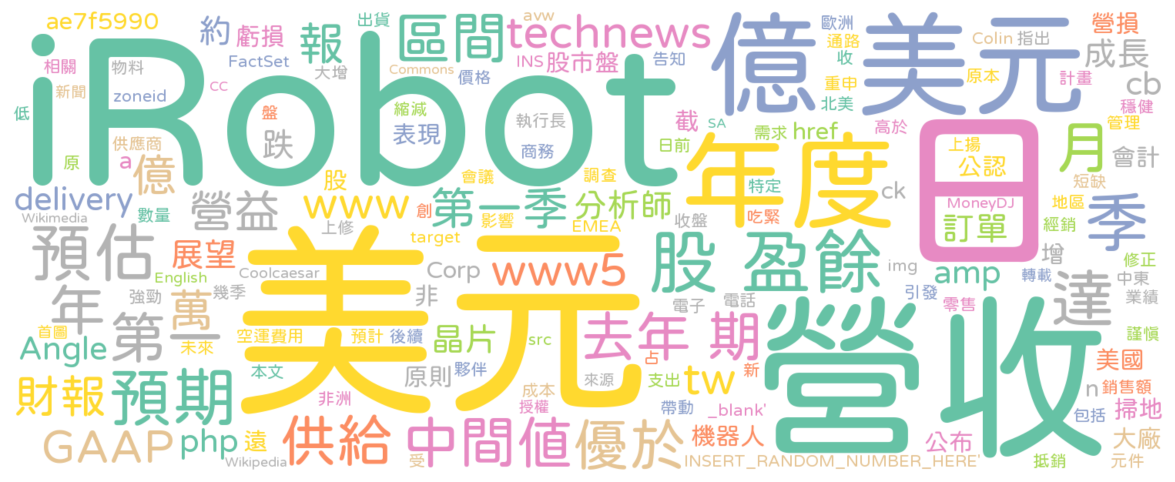 ae7f5990
約
虧損
報
區間
出貨
avw
technews
億
美元
歐洲
通路
收
Colin
指出
營損
成長
相關
物料
FactSet
大增
Commons
價格
INS
股市盤
告知
重申
原本
計畫
cb
新聞
zoneid
CC
iRobot
北美
穩健
低
盤
縮減
表現
執行長
截
SA
需求
href
高於
管理
原
供應商
a
跌
商務
日前
年度
日
上揚
公認
月
會計
億
股
會議
調查
特定
ck
短缺
delivery
數量
營益
www
創
第一季
影響
分析師
收盤
吃緊
MoneyDJ
訂單
地區
經銷
季
Wikimedia
上修
target
EMEA
預估
展望
美元
www5
股
盈餘
img
amp
增
修正
English
Coolcaesar
Corp
轉載
中東
年
強勁
幾季
非
電子
電話
引發
達
業績
首圖
第一
萬
未來
空運費用
預計
後續
晶片
src
去年
期
零售
營收
謹慎
Angle
本文
原則
夥伴
來源
占
新
tw
美國
財報
預期
非洲
成本
授權
支出
帶動
_blank'
n
銷售額
包括
掃地
GAAP
php
遠
供給
中間值
優於
機器人
公布
大廠
Wikipedia
受
INSERT_RANDOM_NUMBER_HERE'
抵銷
元件